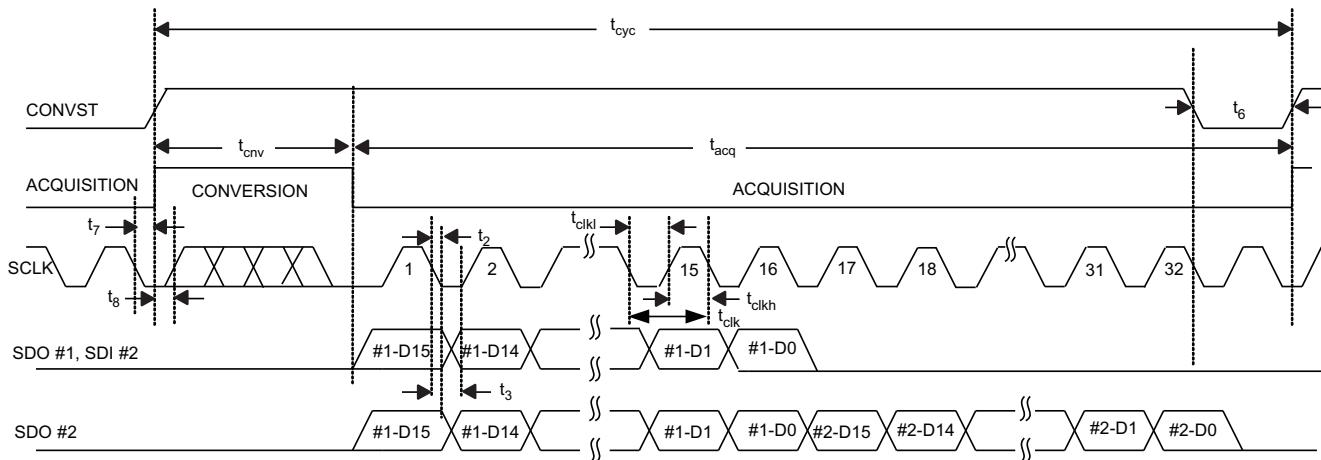 tcyc
CONVST
t6
tcnv
tacq
ACQUISITION
CONVERSION
ACQUISITION
t7
t2
tclkl
SCLK
1
2
15
16
17
18
31
32
t8
tclkh
tclk
SDO #1, SDI #2
#1-D15
#1-D14
#1-D1
#1-D0
t3
SDO #2
#1-D15
#1-D14
#1-D1
#1-D0
#2-D15
#2-D14
#2-D1
#2-D0